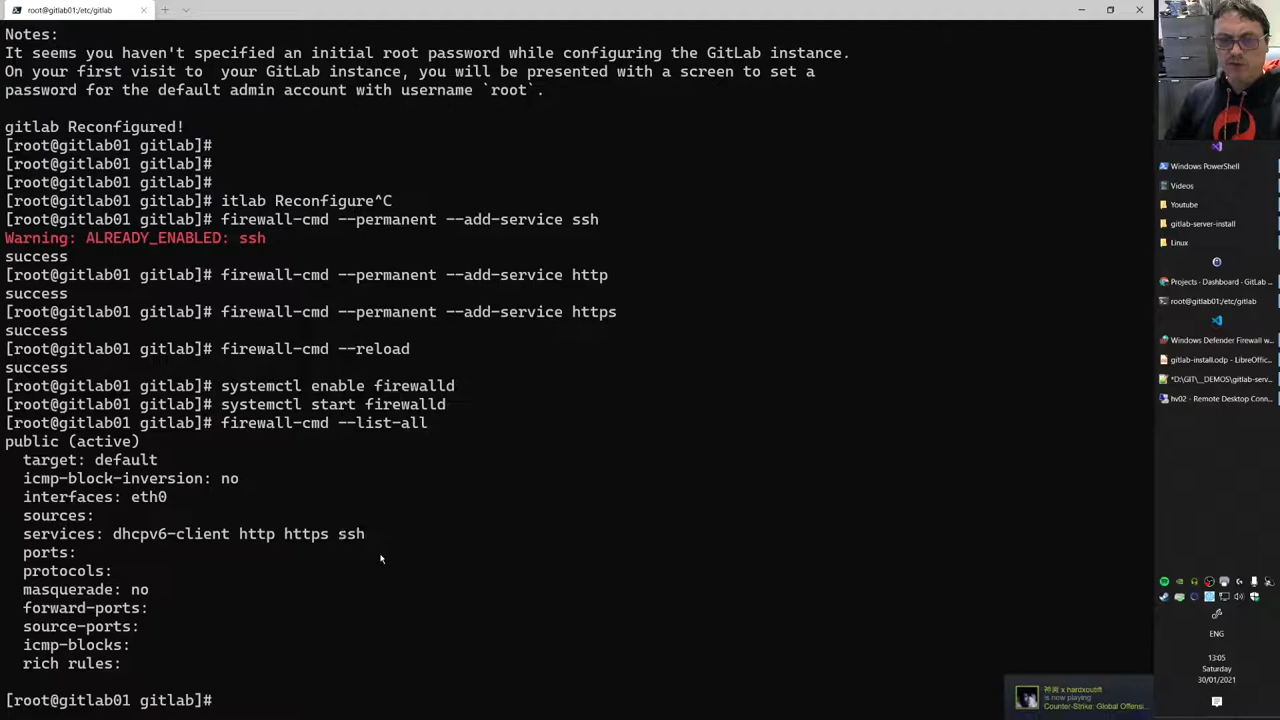 root@gitlab01:/etc/gitlab
Notes:
It seems you haven't specified an initial root password while configuring the GitLab instance.
On your first visit to  your GitLab instance, you will be presented with a screen to set a
password for the default admin account with username `root`.
gitlab Reconfigured!
[root@gitlab01 gitlab]#
[root@gitlab01 gitlab]#
[root@gitlab01 gitlab]#
[root@gitlab01 gitlab]# itlab Reconfigure^C
[root@gitlab01 gitlab]# firewall-cmd --permanent --add-service ssh
Warning: ALREADY_ENABLED: ssh
success
[root@gitlab01 gitlab]# firewall-cmd --permanent --add-service http
success
[root@gitlab01 gitlab]# firewall-cmd --permanent --add-service https
success
[root@gitlab01 gitlab]# firewall-cmd --reload
success
[root@gitlab01 gitlab]# systemctl enable firewalld
[root@gitlab01 gitlab]# systemctl start firewalld
[root@gitlab01 gitlab]# firewall-cmd --list-all
public (active)
  target: default
  icmp-block-inversion: no
  interfaces: eth0
  sources:
  services: dhcpv6-client http https ssh
  ports:
  protocols:
  masquerade: no
  forward-ports:
  source-ports:
  icmp-blocks:
  rich rules:
[root@gitlab01 gitlab]#
Windows PowerShell
Videos
Youtube
gitlab-server-install
Linux
Projects · Dashboard · GitLab ...
root@gitlab01:/etc/gitlab
Windows Defender Firewall w...
gitlab-install.odp - LibreOffic...
*D:\GIT\__DEMOS\gitlab-serv...
hv02 - Remote Desktop Conn...
ENG
13:05
Saturday
30/01/2021
x hardxoutift
is now playing
Counter-Strike: Global Offensi...